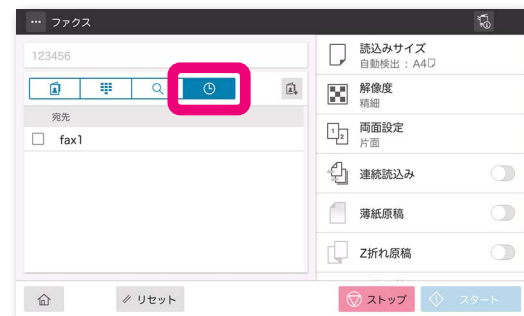 … ファクス
123456
宛先
fax1
読込みサイズ
自動検出 : A4
解像度
精細
1 2
両面設定
片面
連続読込み
薄紙原稿
Z折れ原稿
リセット
ストップ
スタート